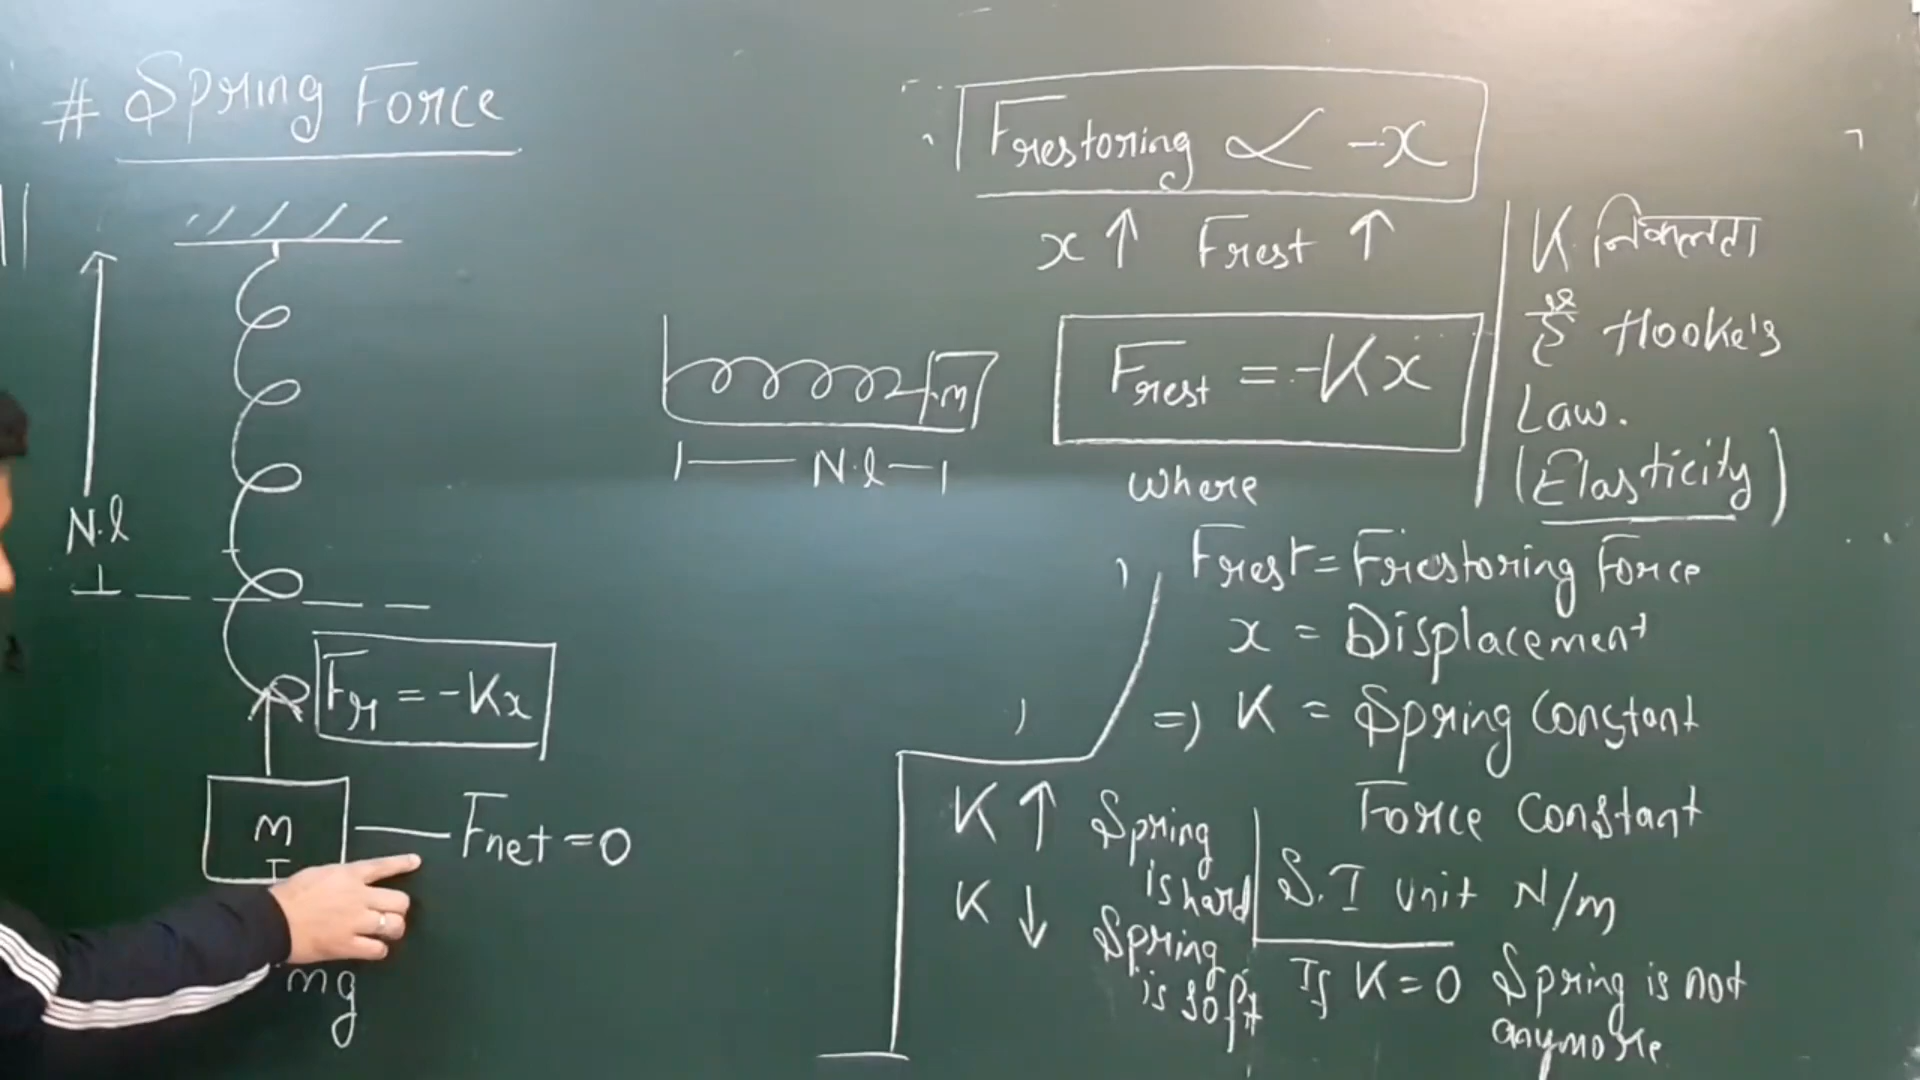 # Spring Force
N.l
Fr = -Kx
m
Fnet = 0
mg
m
N.l
Frestoring ∝ -x
x ↑ Frest ↑
Frest = -Kx
where
Frest = Frestoring Force
x = Displacement
=> K = Spring Constant
Force Constant
S.I unit N/m
If K = 0 Spring is not
anymore
K ↑ Spring
is hard
K ↓ Spring
is soft
K निकलता
है Hooke's
Law.
(Elasticity)